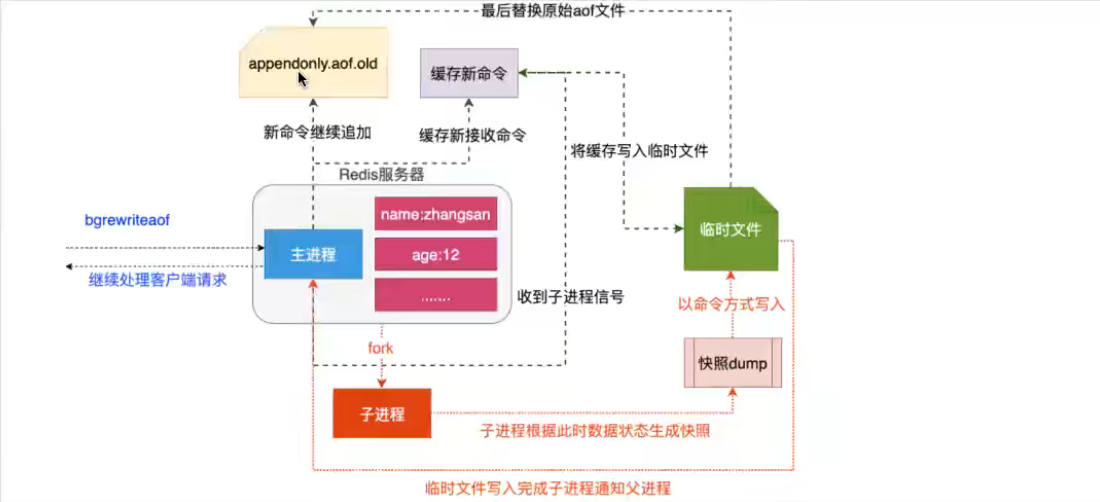 最后替换原始aof文件
appendonly.aof.old
缓存新命令
新命令继续追加
缓存新接收命令
将缓存写入临时文件
Redis服务器
bgrewriteaof
name:zhangsan
主进程
age:12
临时文件
继续处理客户端请求
.......
收到子进程信号
以命令方式写入
fork
快照dump
子进程
子进程根据此时数据状态生成快照
临时文件写入完成子进程通知父进程